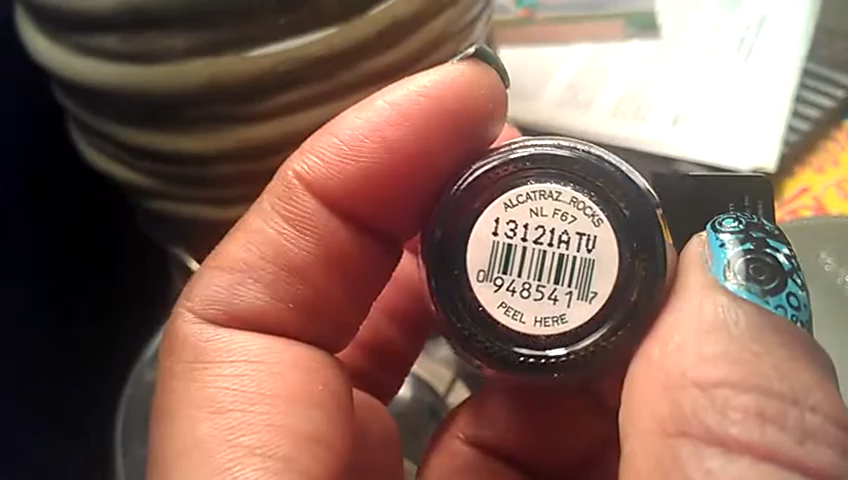 ALCATRAZ...ROCKS
NL F67
13121ATV
0 948541 7
PEEL HERE